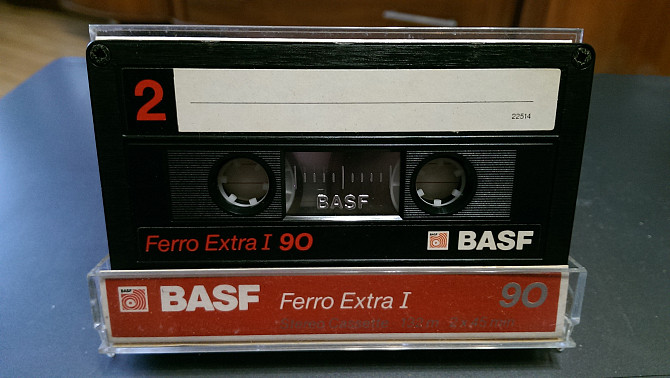 2
22514
BASF
Ferro Extra I 90
BASF
BASF Ferro Extra I 90